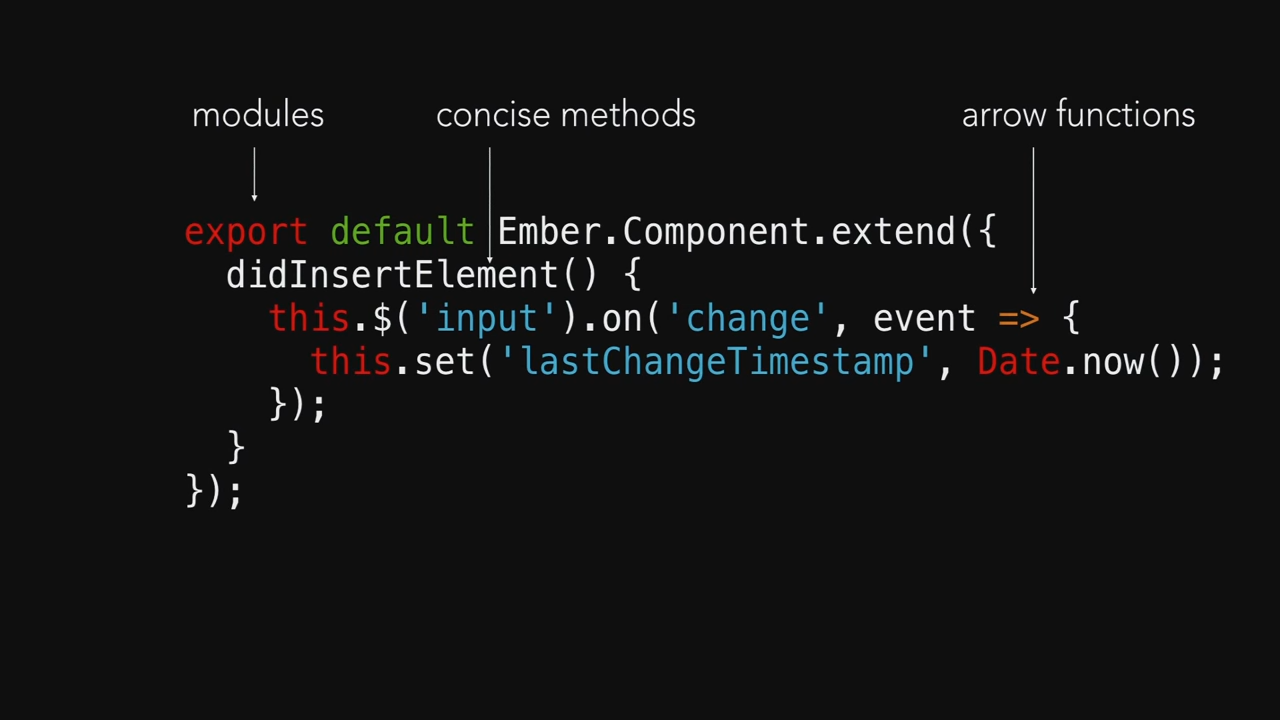 modules concise methods arrow functions
export default Ember.Component.extend({
  didInsertElement() {
    this.$('input').on('change', event => {
      this.set('lastChangeTimestamp', Date.now());
    });
  }
});